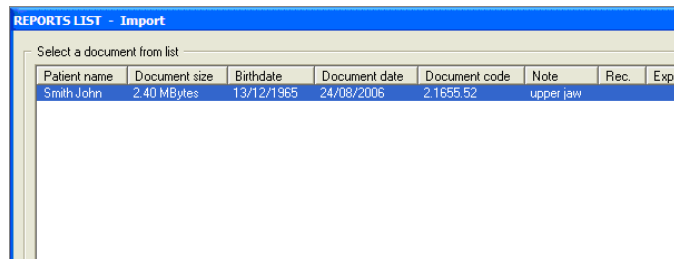 REPORTS LIST - Import
Select a document from list
Patient name Document size Birthdate Document date Document code Note Rec. Exp
Smith John 2.40 MBytes 13/12/1965 24/08/2006 2.1655.52 upper jaw